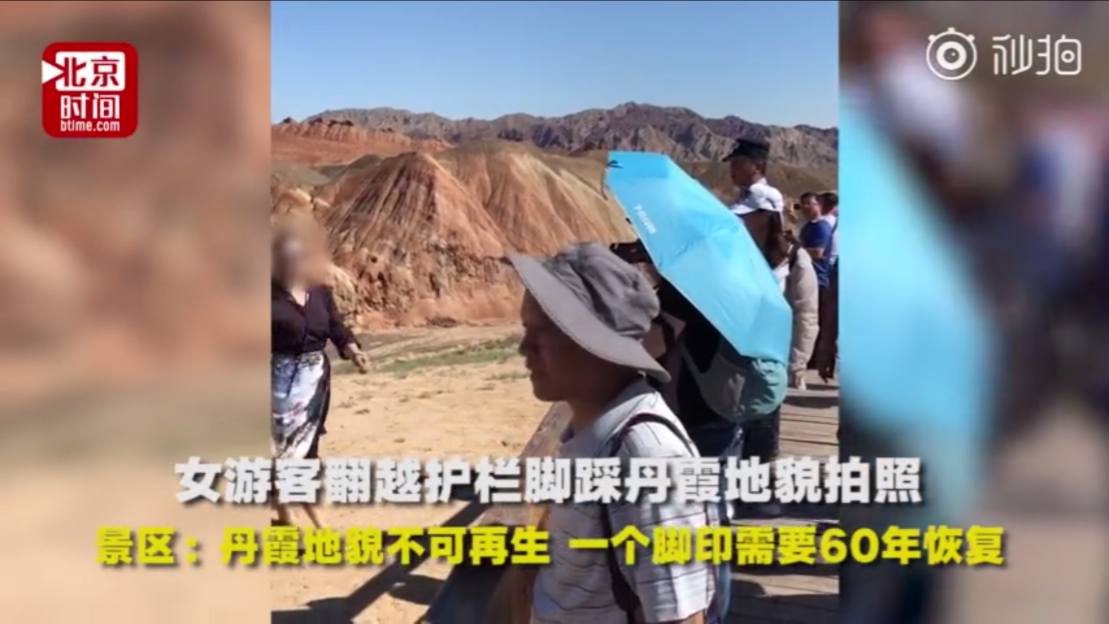 北京
时间
btime.com
秒拍
女游客翻越护栏脚踩丹霞地貌拍照
景区：丹霞地貌不可再生 一个脚印需要60年恢复